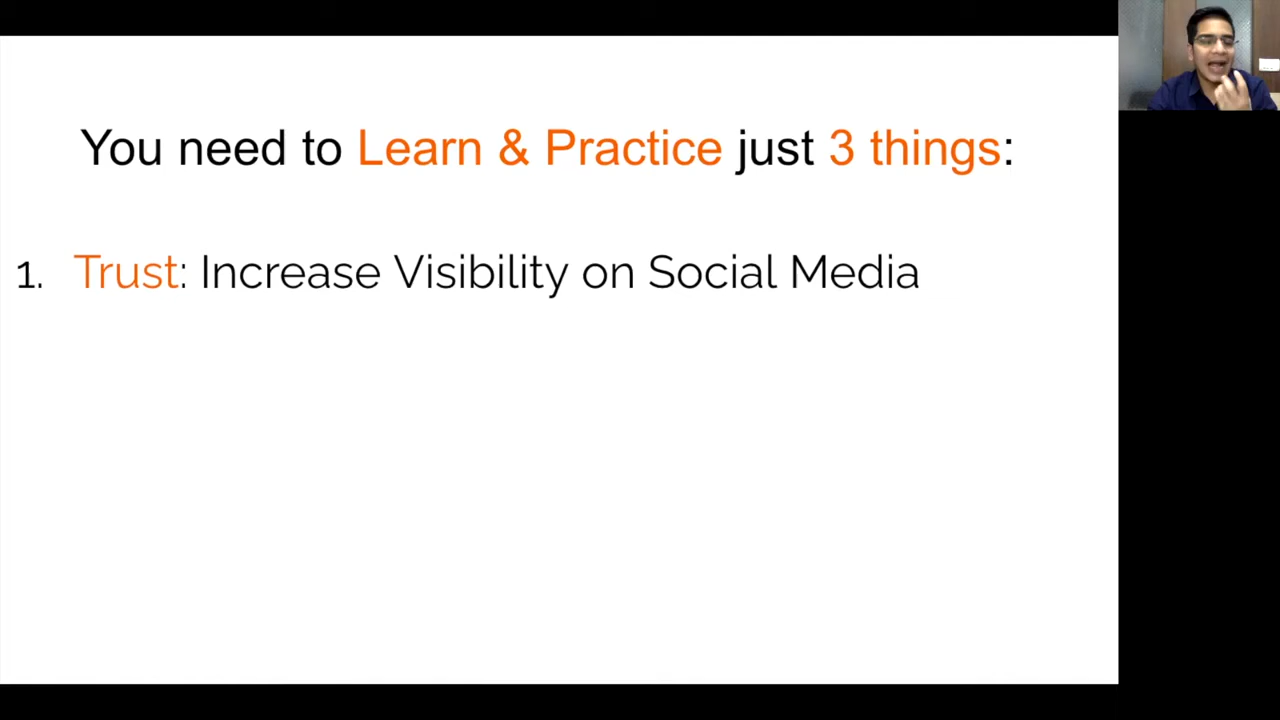 You need to Learn & Practice just 3 things:
1. Trust: Increase Visibility on Social Media